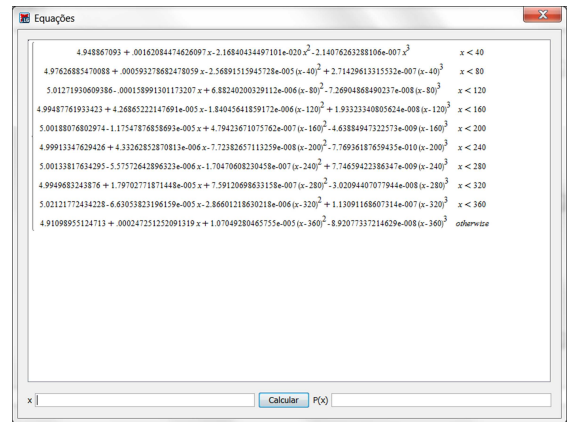 Equações
4.948867093 + .00162084474626097 x - 2.16840434497101e-020 x^2 - 2.14076263288106e-007 x^3 x < 40
4.97626885470088 + .000593278682478059 x - 2.56891515945728e-005 (x - 40)^2 + 2.71429613315532e-007 (x - 40)^3 x < 80
5.01271930609386 - .000158991301173207 x + 6.88240200329112e-006 (x - 80)^2 - 7.26904868490237e-008 (x - 80)^3 x < 120
4.99487761933423 + 4.26865222147691e-005 x - 1.84045641859172e-006 (x - 120)^2 + 1.93323340805624e-008 (x - 120)^3 x < 160
5.00188076802974 - 1.17547876858693e-005 x + 4.79423671075762e-007 (x - 160)^2 - 4.63884947322573e-009 (x - 160)^3 x < 200
4.99913347629426 + 4.33262852870813e-006 x - 7.72382657113259e-008 (x - 200)^2 - 7.76936187659435e-010 (x - 200)^3 x < 240
5.00133817634295 - 5.57572642896323e-006 x - 1.70470608230458e-007 (x - 240)^2 + 7.74659422386347e-009 (x - 240)^3 x < 280
4.9949683243876 + 1.79702771871448e-005 x + 7.59120698633158e-007 (x - 280)^2 - 3.02094407077944e-008 (x - 280)^3 x < 320
5.02121772434228 - 6.63053823196159e-005 x - 2.86601218630218e-006 (x - 320)^2 + 1.13091168607314e-007 (x - 320)^3 x < 360
4.91098955124713 + .000247251252091319 x + 1.07049280465755e-005 (x - 360)^2 - 8.92077337214629e-008 (x - 360)^3 otherwise
x Calcular P(x)